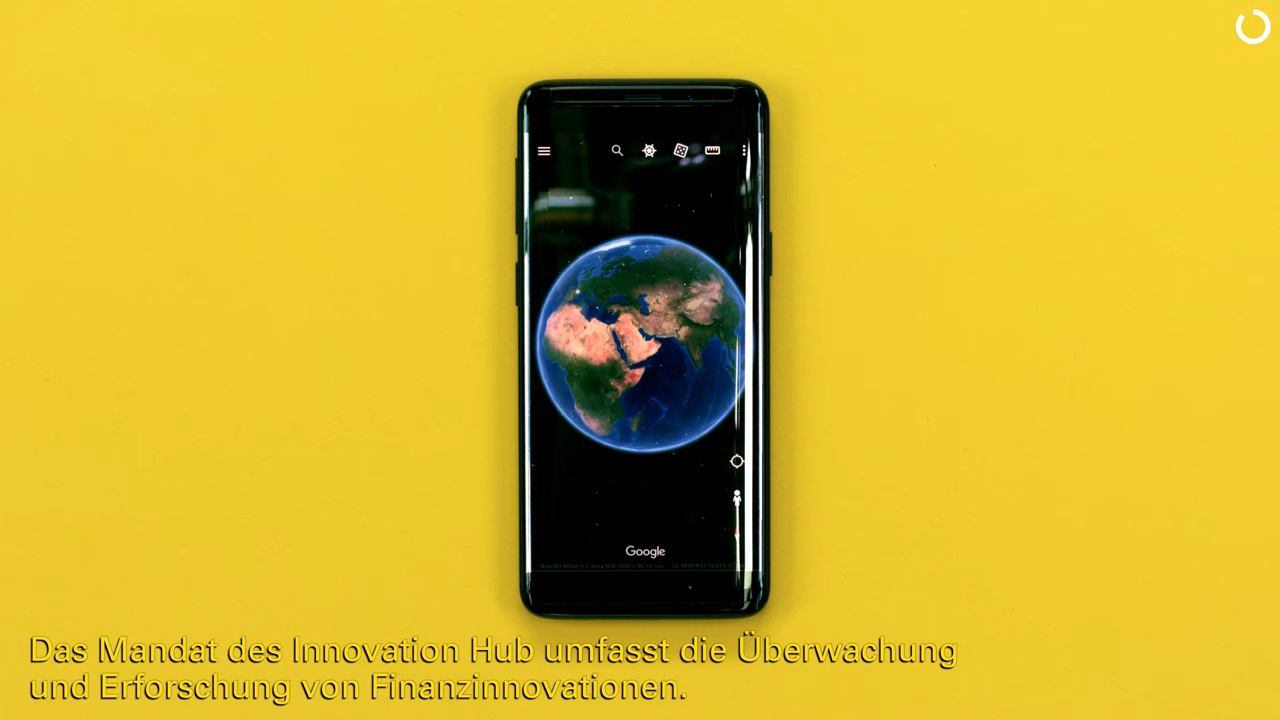 Google
Das Mandat des Innovation Hub umfasst die Überwachung
und Erforschung von Finanzinnovationen.